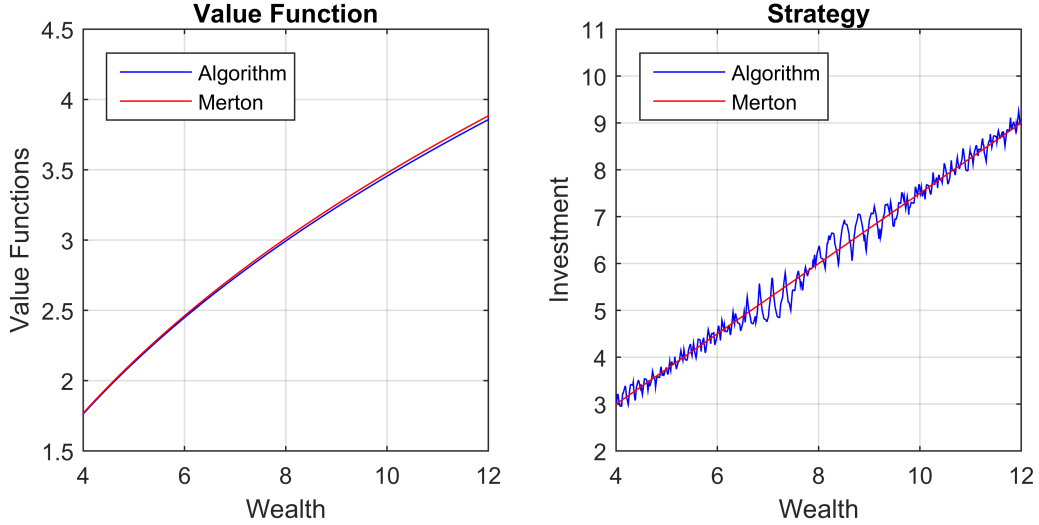 Value Function
4.5
4
3.5
3
2.5
2
1.5
4
6
8
10
12
Value Functions
Wealth
Algorithm
Merton
Strategy
11
10
9
8
7
6
5
4
3
2
4
6
8
10
12
Investment
Wealth
Algorithm
Merton